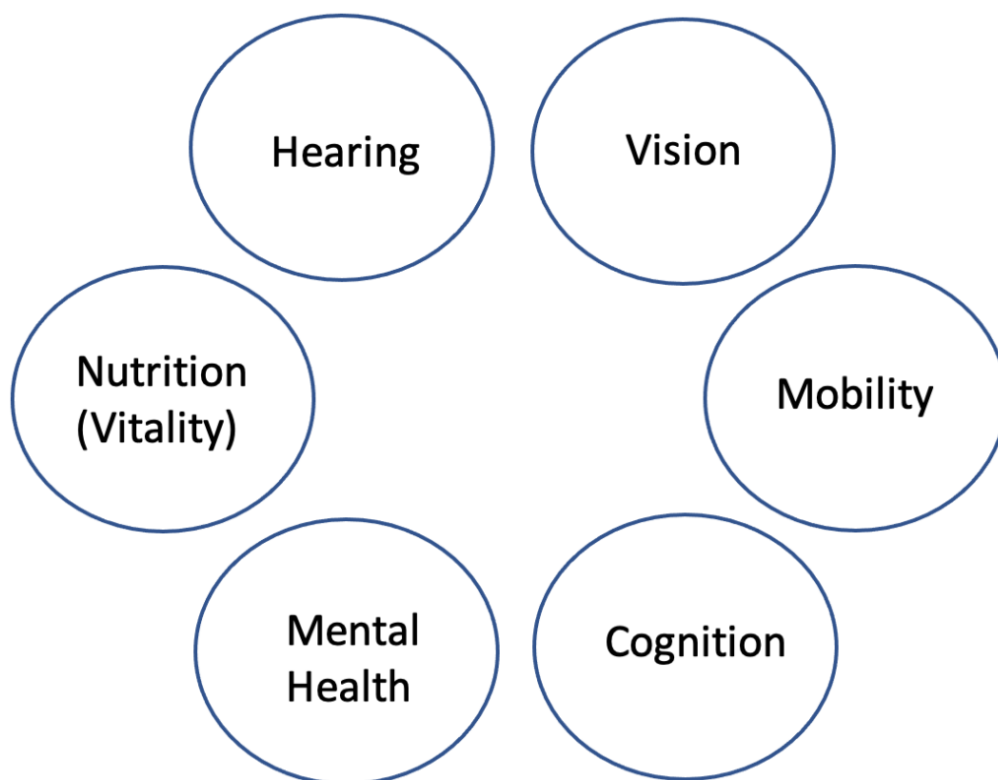 Hearing
Vision
Nutrition
(Vitality)
Mobility
Mental
Health
Cognition